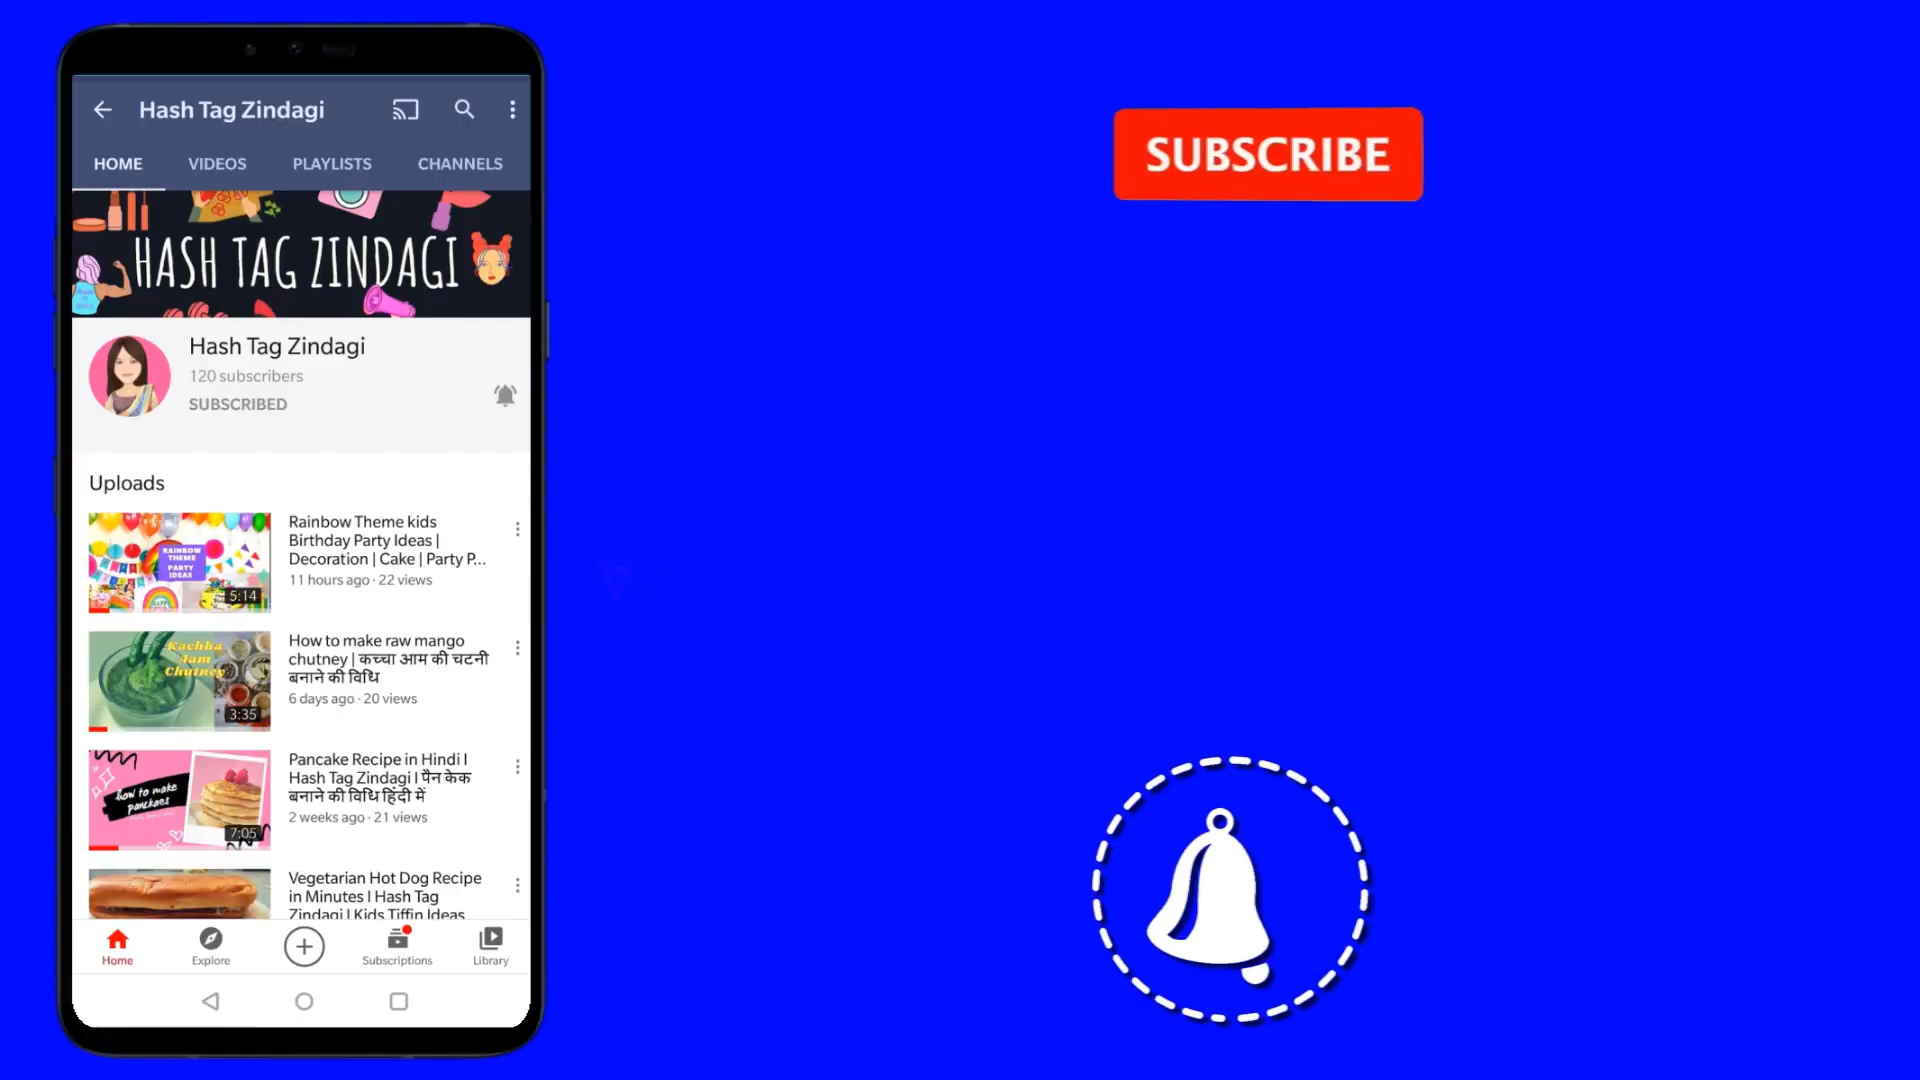 Hash Tag Zindagi
HOME VIDEOS PLAYLISTS CHANNELS
HASH TAG ZINDAGI
Hash Tag Zindagi
120 subscribers
SUBSCRIBED
Uploads
RAINBOW
THEME
PARTY
IDEAS
5:14
Rainbow Theme kids
Birthday Party Ideas |
Decoration | Cake | Party P...
11 hours ago · 22 views
Kachha
Aam
Chutney
3:35
How to make raw mango
chutney | कच्चा आम की चटनी
बनाने की विधि
6 days ago · 20 views
how to make
pankaes
7:05
Pancake Recipe in Hindi I
Hash Tag Zindagi I पैन केक
बनाने की विधि हिंदी में
2 weeks ago · 21 views
Vegetarian Hot Dog Recipe
in Minutes I Hash Tag
Zindagi I Kids Tiffin Ideas
Home Explore Subscriptions Library
SUBSCRIBE